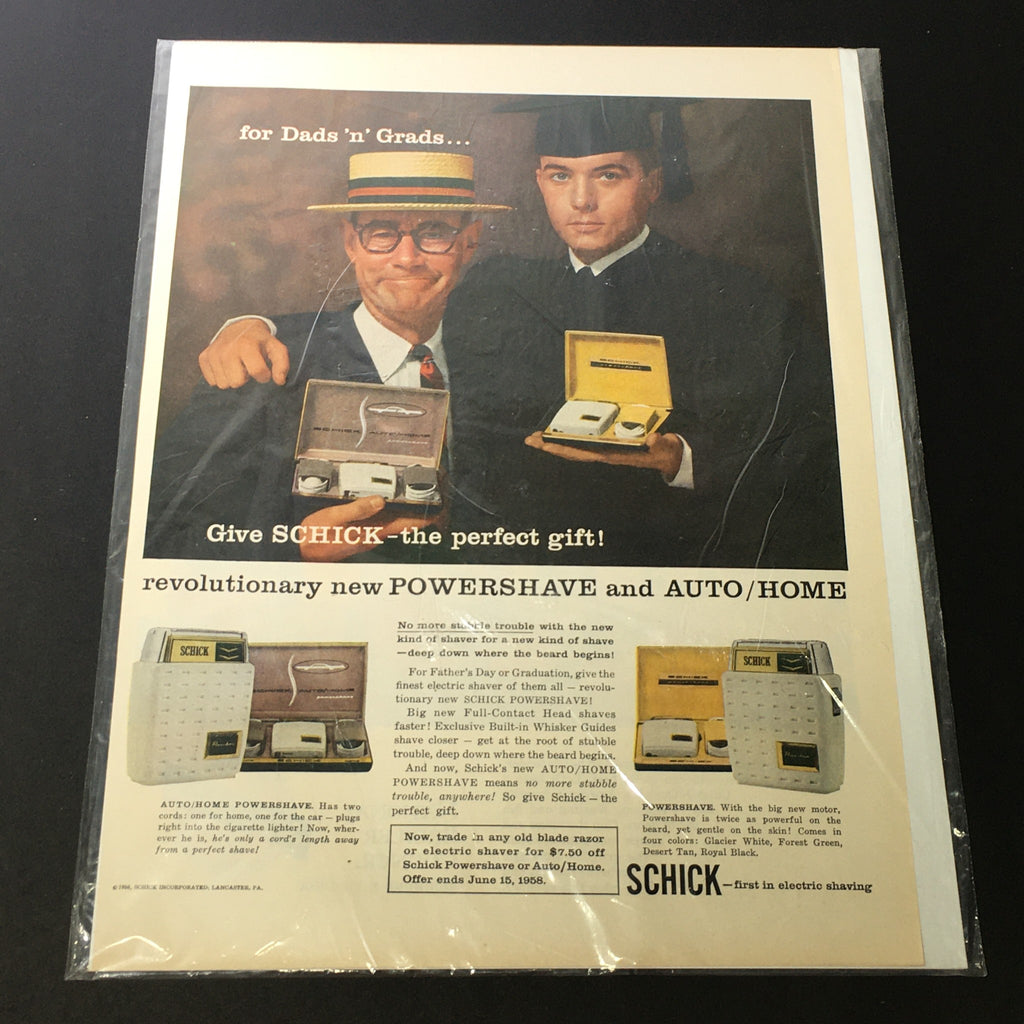 for Dads 'n' Grads...
SCHICK AUTO/HOME
SCHICK
Give SCHICK-the perfect gift!
revolutionary new POWERSHAVE and AUTO/HOME
SCHICK
No more stubble trouble with the new
kind of shaver for a new kind of shave
—deep down where the beard begins!
For Father's Day or Graduation, give the
finest electric shaver of them all — revolu-
tionary new SCHICK POWERSHAVE!
Big new Full-Contact Head shaves
faster! Exclusive Built-in Whisker Guides
shave closer — get at the root of stubble
trouble, deep down where the beard begins.
And now, Schick's new AUTO/HOME
POWERSHAVE means no more stubble
trouble, anywhere! So give Schick — the
perfect gift.
SCHICK
AUTO/HOME POWERSHAVE. Has two
cords: one for home, one for the car — plugs
right into the cigarette lighter! Now, wher-
ever he is, he's only a cord's length away
from a perfect shave!
POWERSHAVE. With the big new motor,
Powershave is twice as powerful on the
beard, yet gentle on the skin! Comes in
four colors: Glacier White, Forest Green,
Desert Tan, Royal Black.
Now, trade in any old blade razor
or electric shaver for $7.50 off
Schick Powershave or Auto/Home.
Offer ends June 15, 1958.
SCHICK—first in electric shaving
©1958, SCHICK INCORPORATED, LANCASTER, PA.